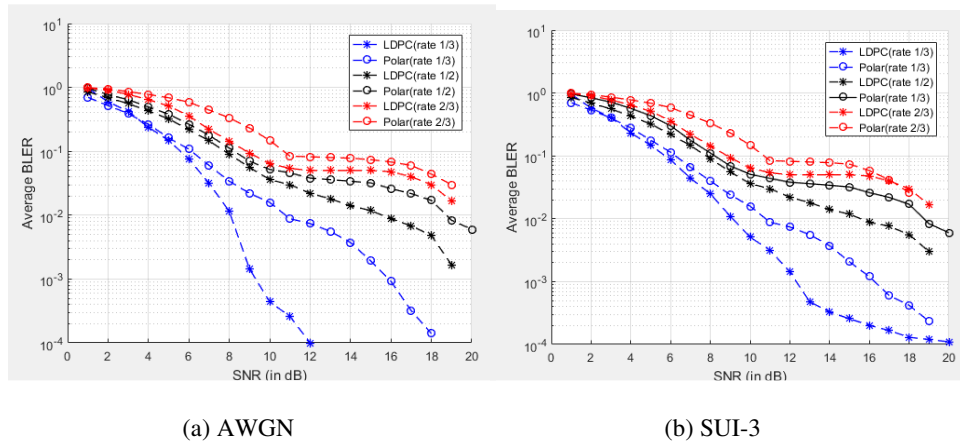 10^1
10^0
10^-1
10^-2
10^-3
10^-4
Average BLER
0 2 4 6 8 10 12 14 16 18 20
SNR (in dB)
LDPC(rate 1/3)
Polar(rate 1/3)
LDPC(rate 1/2)
Polar(rate 1/2)
LDPC(rate 2/3)
Polar(rate 2/3)
(a) AWGN
10^1
10^0
10^-1
10^-2
10^-3
10^-4
Average BLER
0 2 4 6 8 10 12 14 16 18 20
SNR (in dB)
LDPC(rate 1/3)
Polar(rate 1/3)
LDPC(rate 1/2)
Polar(rate 1/3)
LDPC(rate 2/3)
Polar(rate 2/3)
(b) SUI-3